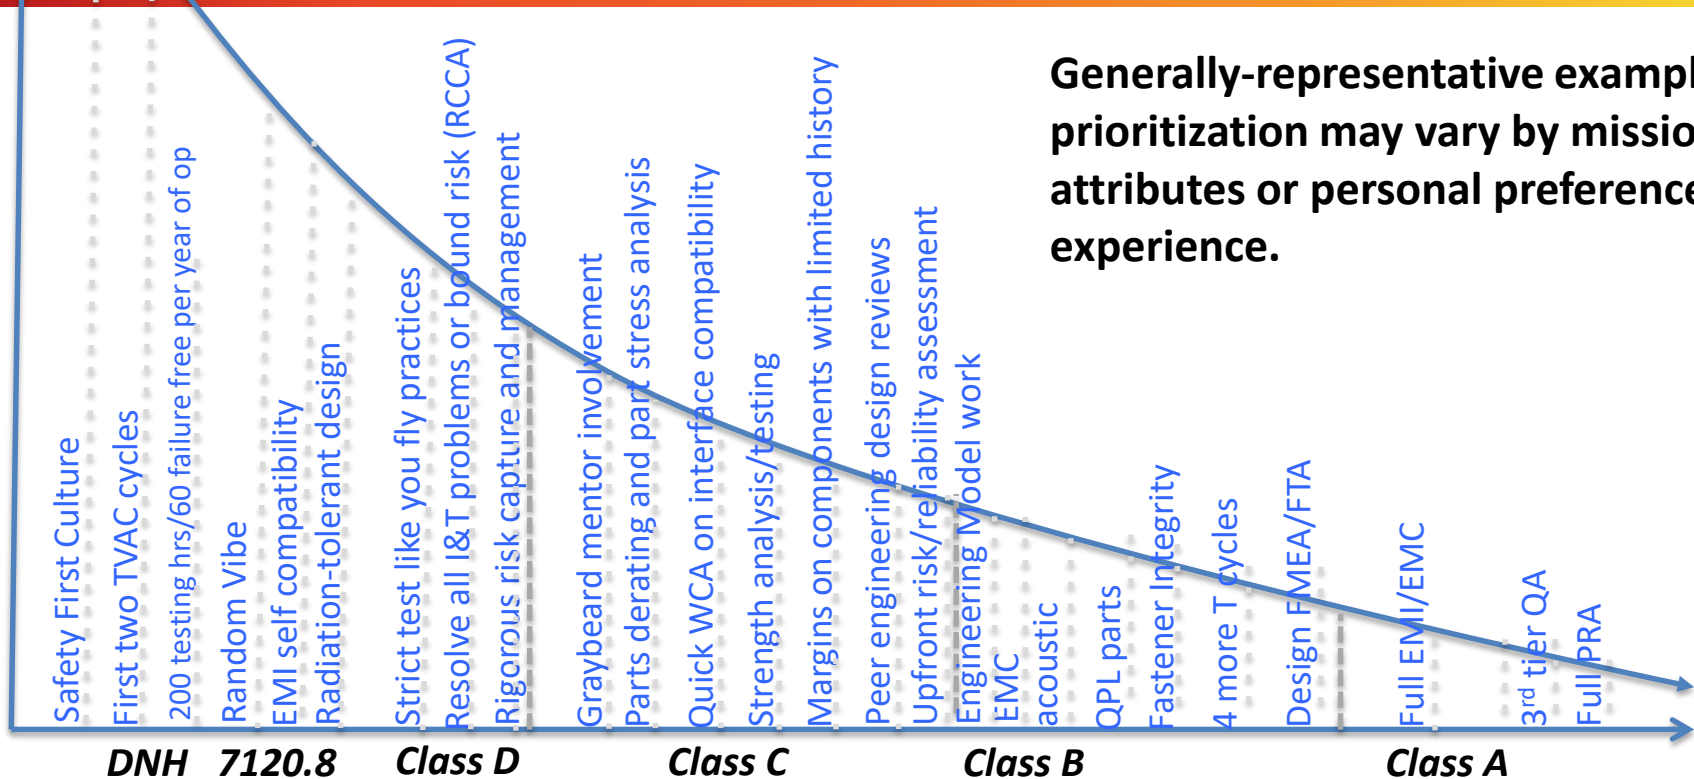 Generally-representative exampl
prioritization may vary by missio
attributes or personal preference
experience.
Safety First Culture
First two TVAC cycles
200 testing hrs/60 failure free per year of op
Random Vibe
EMI self compatibility
Radiation-tolerant design
Strict test like you fly practices
Resolve all I&T problems or bound risk (RCCA)
Rigorous risk capture and management
Graybeard mentor involvement
Parts derating and part stress analysis
Quick WCA on interface compatibility
Strength analysis/testing
Margins on components with limited history
Peer engineering design reviews
Upfront risk/reliability assessment
Engineering Model work
EMC
acoustic
QPL parts
Fastener Integrity
4 more T cycles
Design FMEA/FTA
Full EMI/EMC
3rd tier QA
Full PRA
DNH 7120.8 Class D Class C Class B Class A